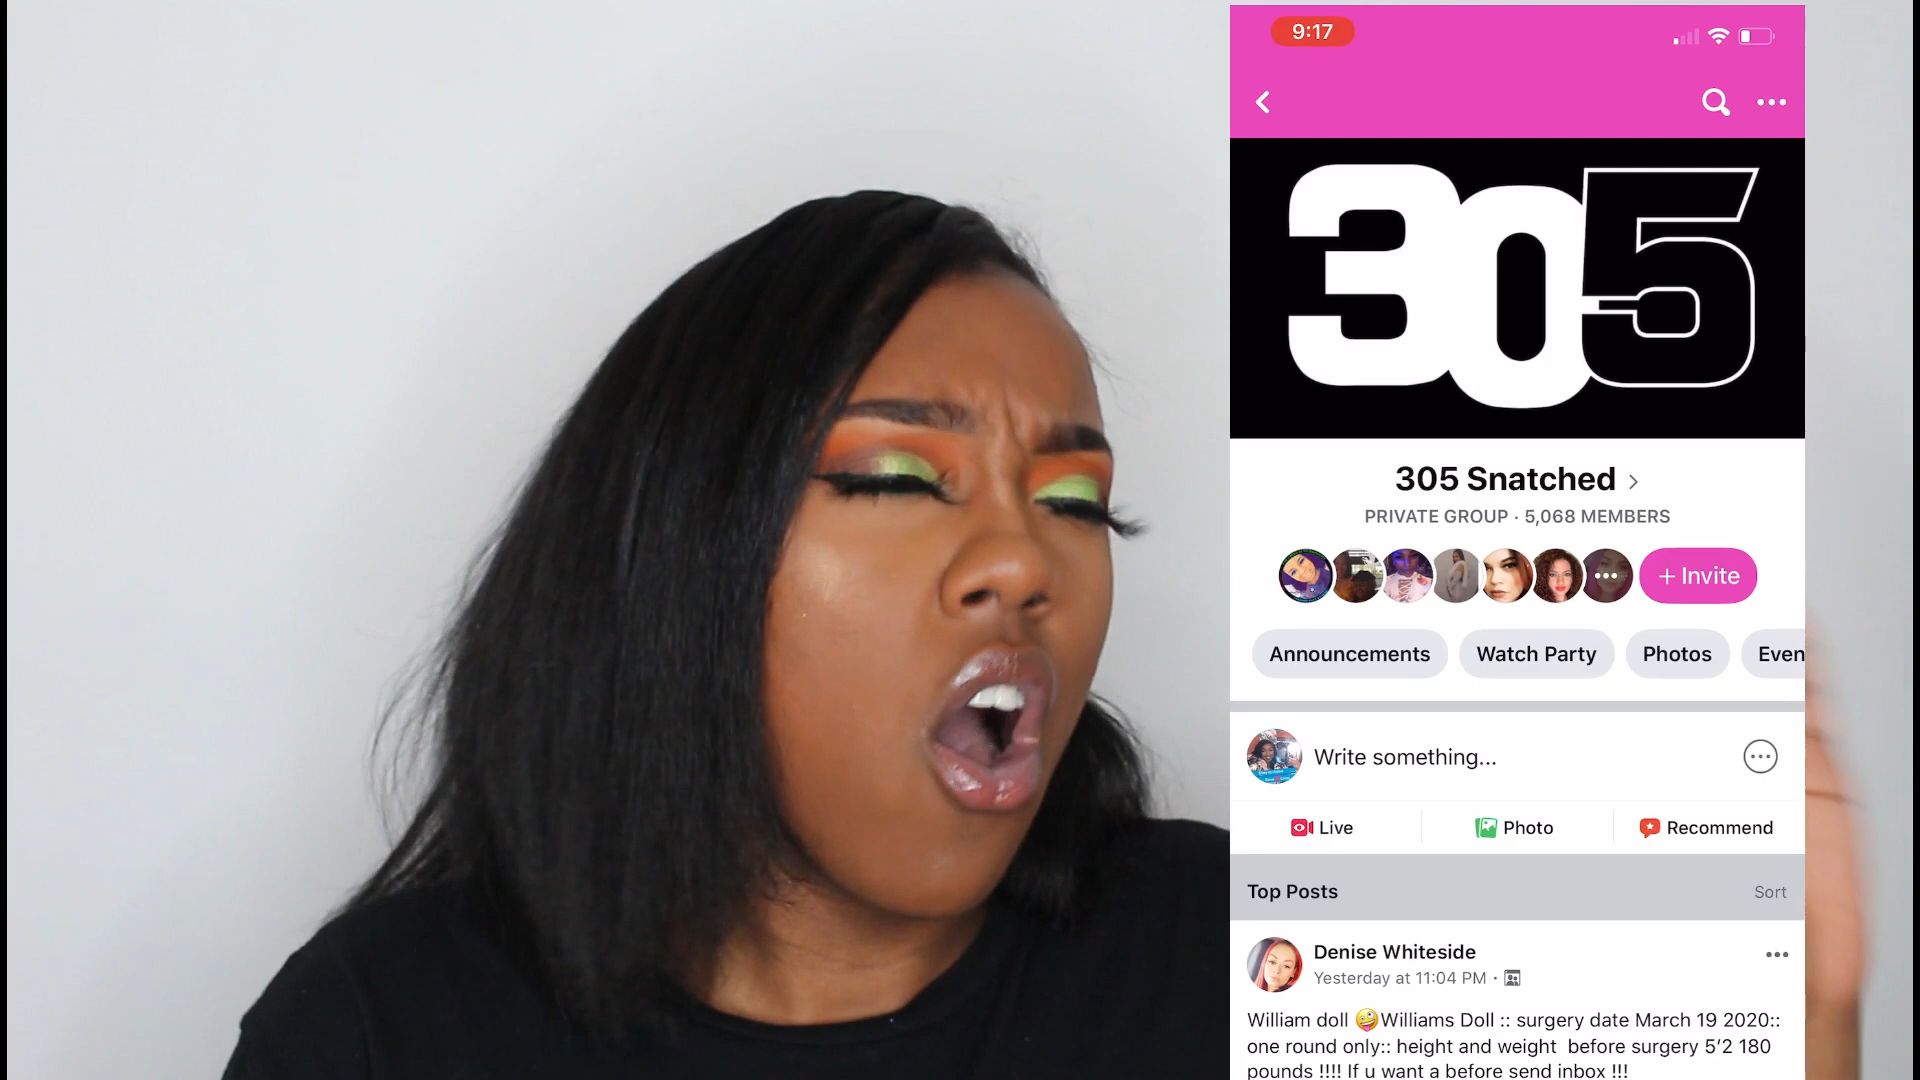 9:17
305
305 Snatched
PRIVATE GROUP · 5,068 MEMBERS
+ Invite
Announcements
Watch Party
Photos
Even
Write something...
Live
Photo
Recommend
Top Posts
Sort
Denise Whiteside
Yesterday at 11:04 PM ·
William doll 🤪Williams Doll :: surgery date March 19 2020::
one round only:: height and weight before surgery 5'2 180
pounds !!!! If u want a before send inbox !!!